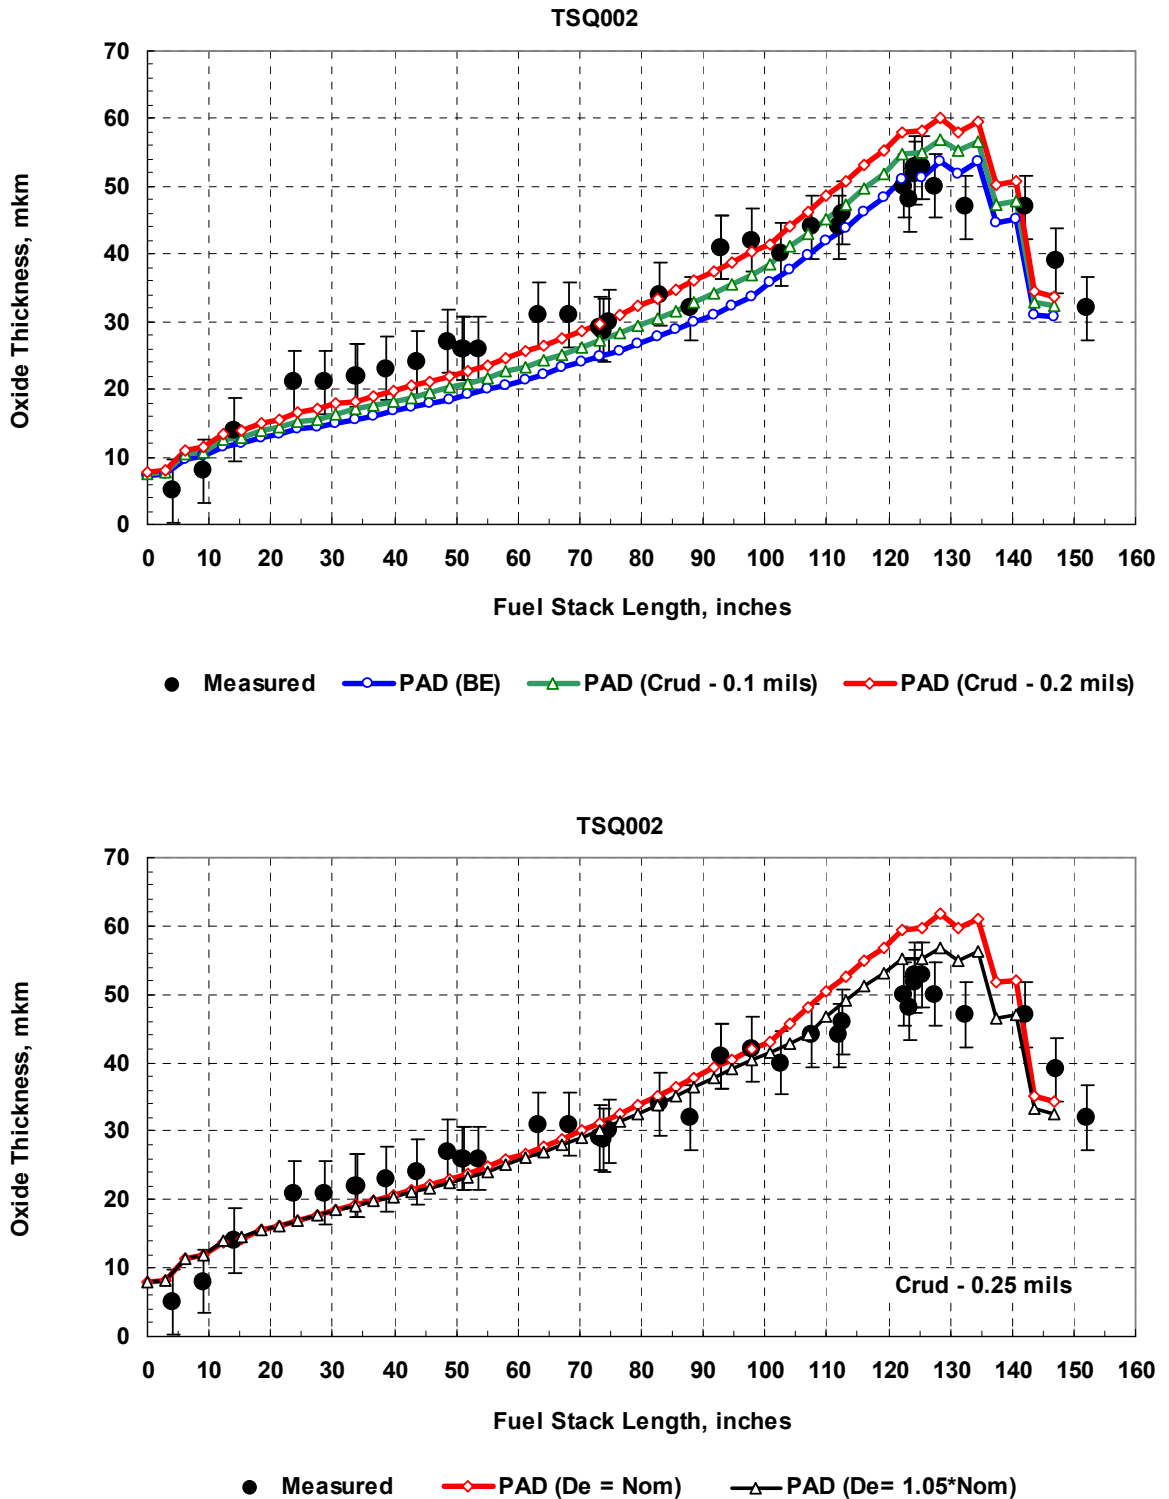 TSQ002
70
60
50
40
30
20
10
0
Oxide Thickness, mkm
0 10 20 30 40 50 60 70 80 90 100 110 120 130 140 150 160
Fuel Stack Length, inches
Measured PAD (BE) PAD (Crud - 0.1 mils) PAD (Crud - 0.2 mils)
TSQ002
70
60
50
40
30
20
10
0
Oxide Thickness, mkm
Crud - 0.25 mils
0 10 20 30 40 50 60 70 80 90 100 110 120 130 140 150 160
Fuel Stack Length, inches
Measured PAD (De = Nom) PAD (De= 1.05*Nom)